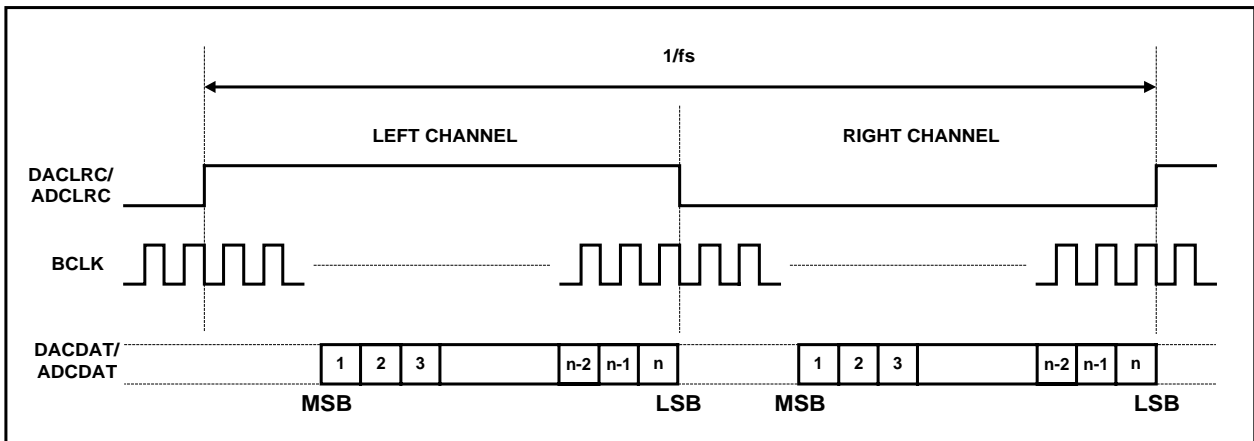 1/fs
LEFT CHANNEL
RIGHT CHANNEL
DACLRC/
ADCLRC
BCLK
DACDAT/
ADCDAT
1 2 3 n-2 n-1 n 1 2 3 n-2 n-1 n
MSB LSB MSB LSB